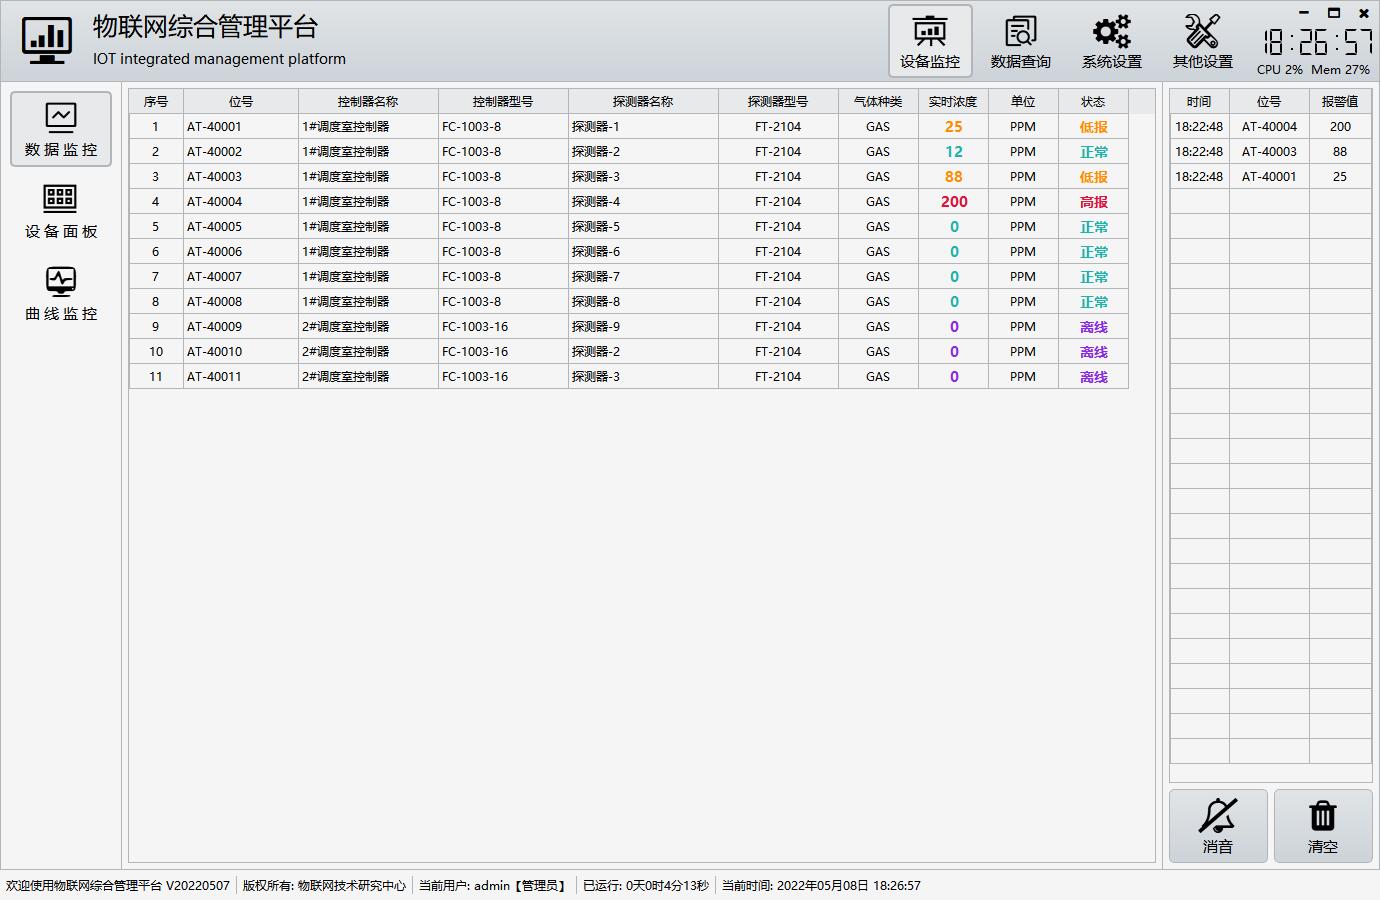 物联网综合管理平台
IOT integrated management platform
设备监控 数据查询 系统设置 其他设置
18:26:57
CPU 2% Mem 27%
数据监控
设备面板
曲线监控
序号 位号 控制器名称 控制器型号 探测器名称 探测器型号 气体种类 实时浓度 单位 状态
1 AT-40001 1#调度室控制器 FC-1003-8 探测器-1 FT-2104 GAS 25 PPM 低报
2 AT-40002 1#调度室控制器 FC-1003-8 探测器-2 FT-2104 GAS 12 PPM 正常
3 AT-40003 1#调度室控制器 FC-1003-8 探测器-3 FT-2104 GAS 88 PPM 低报
4 AT-40004 1#调度室控制器 FC-1003-8 探测器-4 FT-2104 GAS 200 PPM 高报
5 AT-40005 1#调度室控制器 FC-1003-8 探测器-5 FT-2104 GAS 0 PPM 正常
6 AT-40006 1#调度室控制器 FC-1003-8 探测器-6 FT-2104 GAS 0 PPM 正常
7 AT-40007 1#调度室控制器 FC-1003-8 探测器-7 FT-2104 GAS 0 PPM 正常
8 AT-40008 1#调度室控制器 FC-1003-8 探测器-8 FT-2104 GAS 0 PPM 正常
9 AT-40009 2#调度室控制器 FC-1003-16 探测器-9 FT-2104 GAS 0 PPM 离线
10 AT-40010 2#调度室控制器 FC-1003-16 探测器-2 FT-2104 GAS 0 PPM 离线
11 AT-40011 2#调度室控制器 FC-1003-16 探测器-3 FT-2104 GAS 0 PPM 离线
时间 位号 报警值
18:22:48 AT-40004 200
18:22:48 AT-40003 88
18:22:48 AT-40001 25
消音 清空
欢迎使用物联网综合管理平台 V20220507 版权所有: 物联网技术研究中心 当前用户: admin【管理员】 已运行: 0天0时4分13秒 当前时间: 2022年05月08日 18:26:57